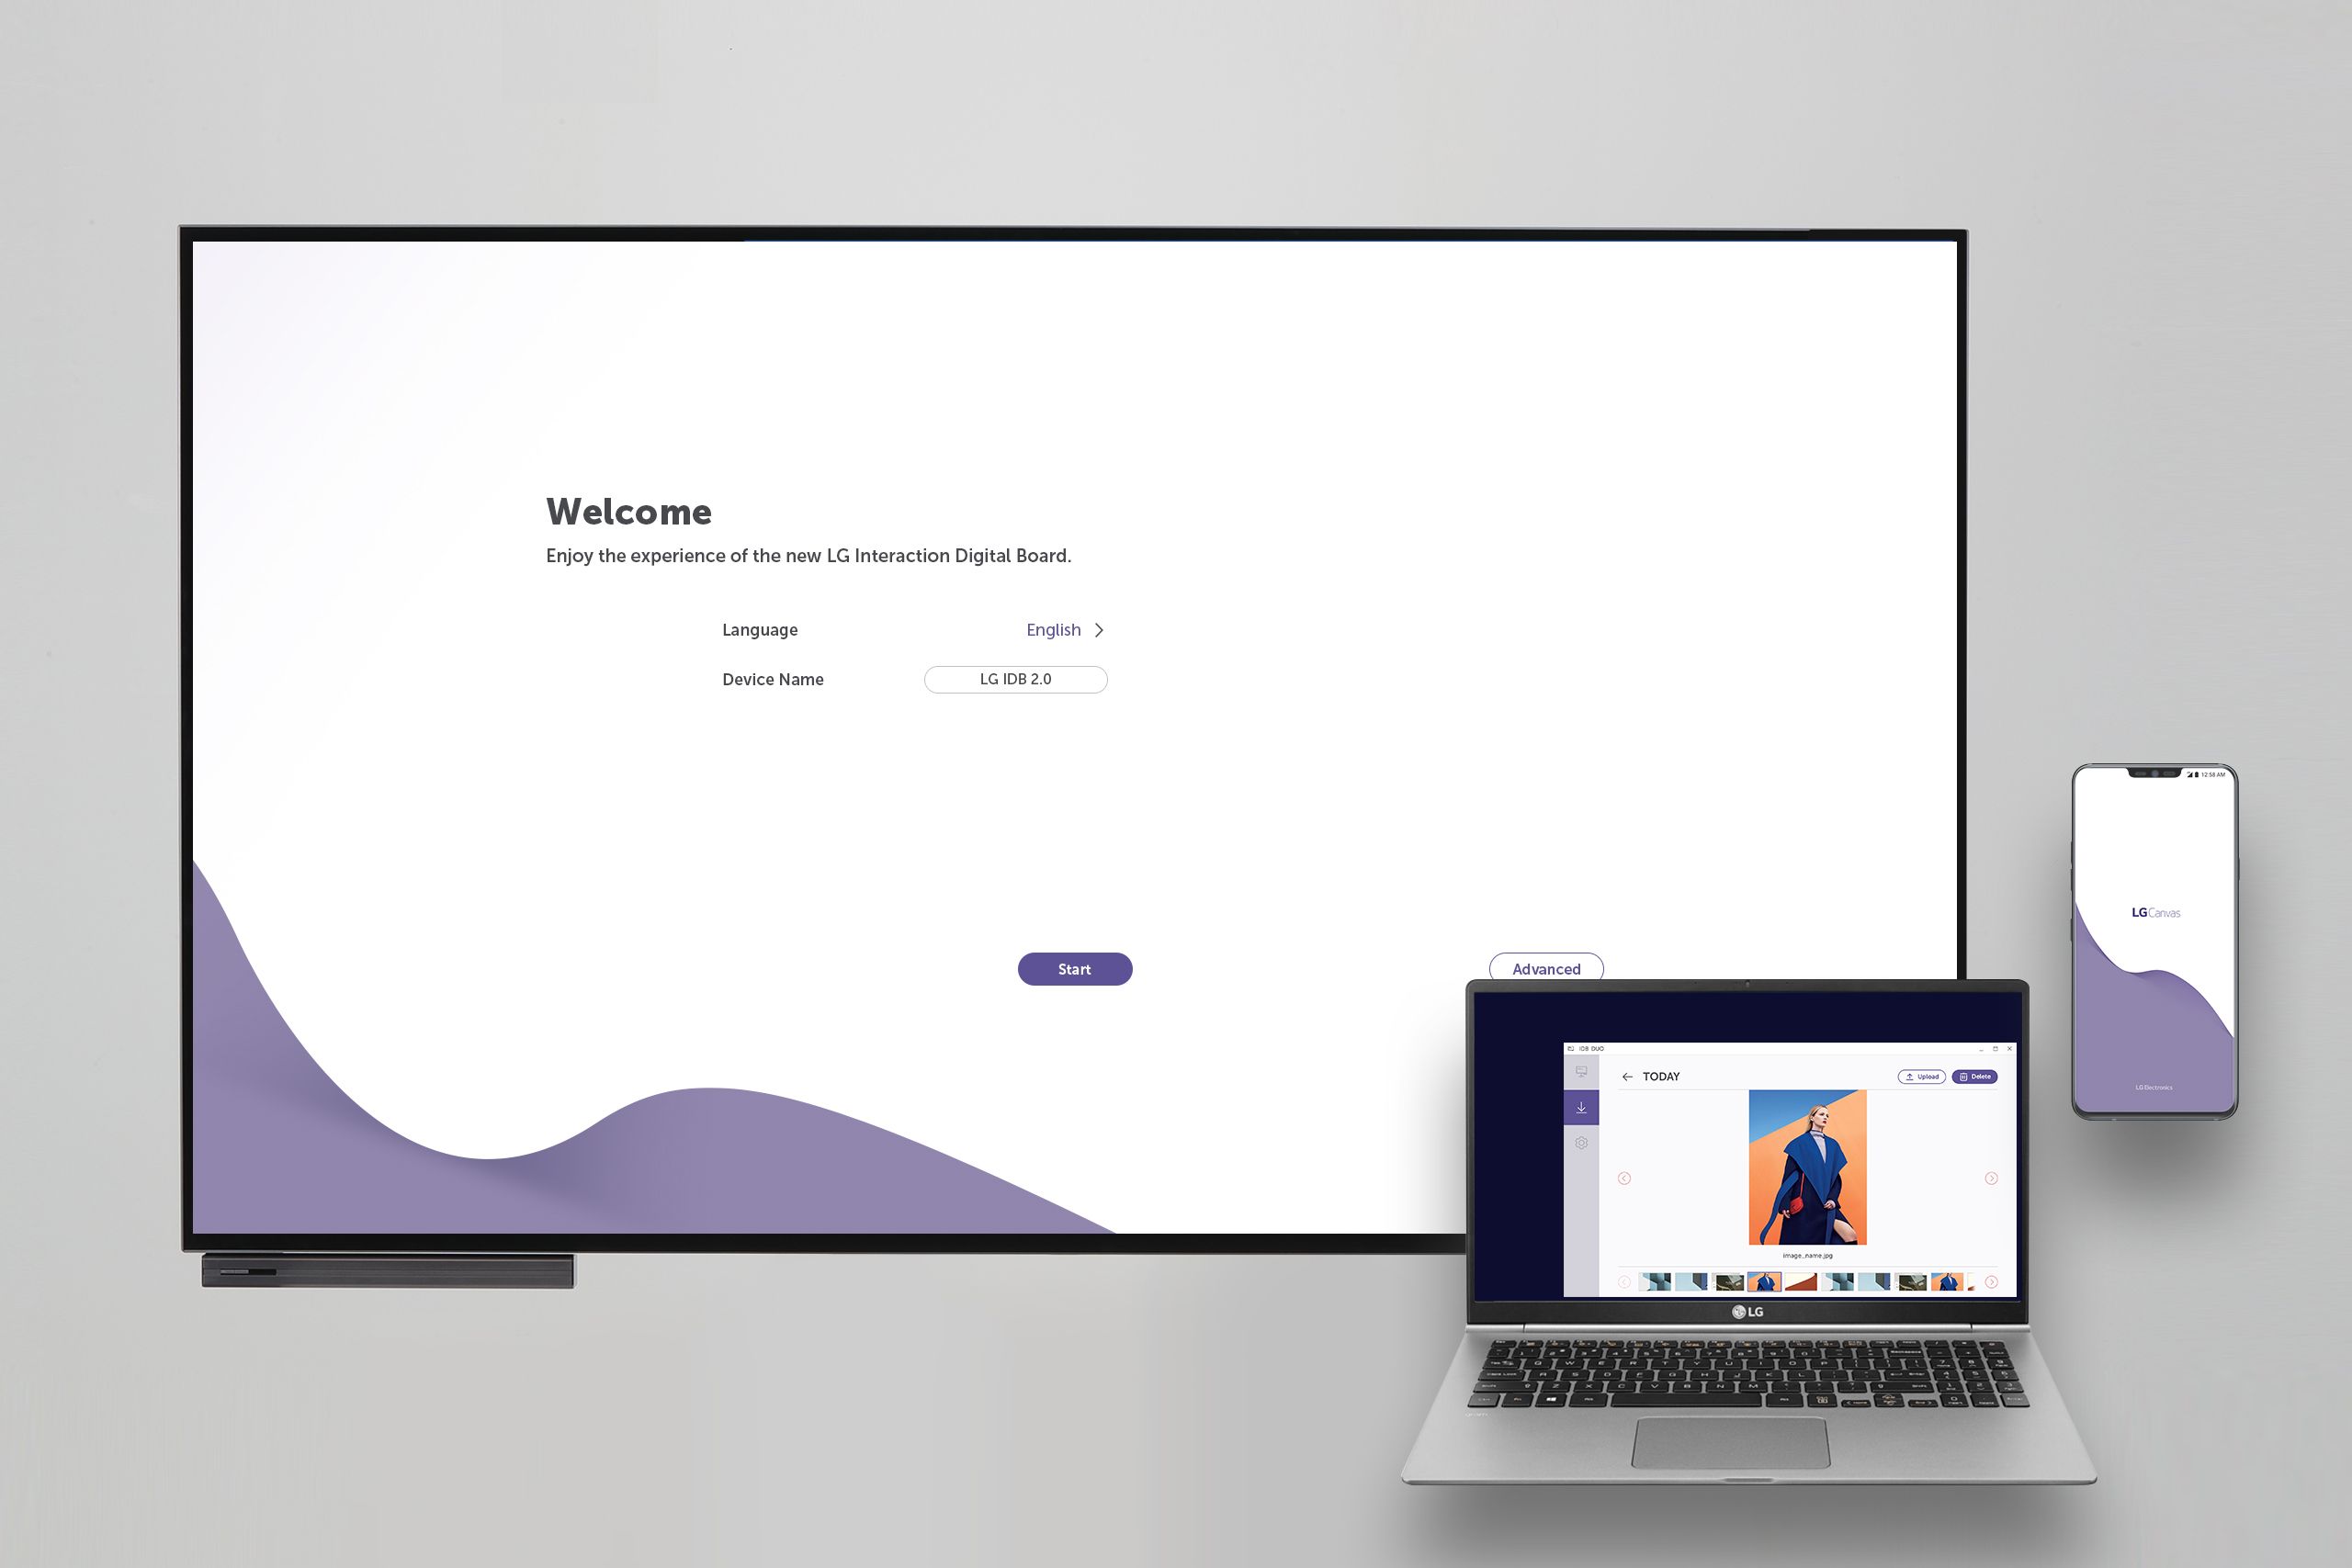 Welcome
Enjoy the experience of the new LG Interaction Digital Board.
Language English
Device Name LG IDB 2.0
Start
Advanced
12:58 AM
LG Canvas
LG Electronics
IDB DUO
TODAY
Upload
Delete
image_name.jpg
LG
Q W E R T Y U I O P
A S D F G H J K L
Z X C V B N M